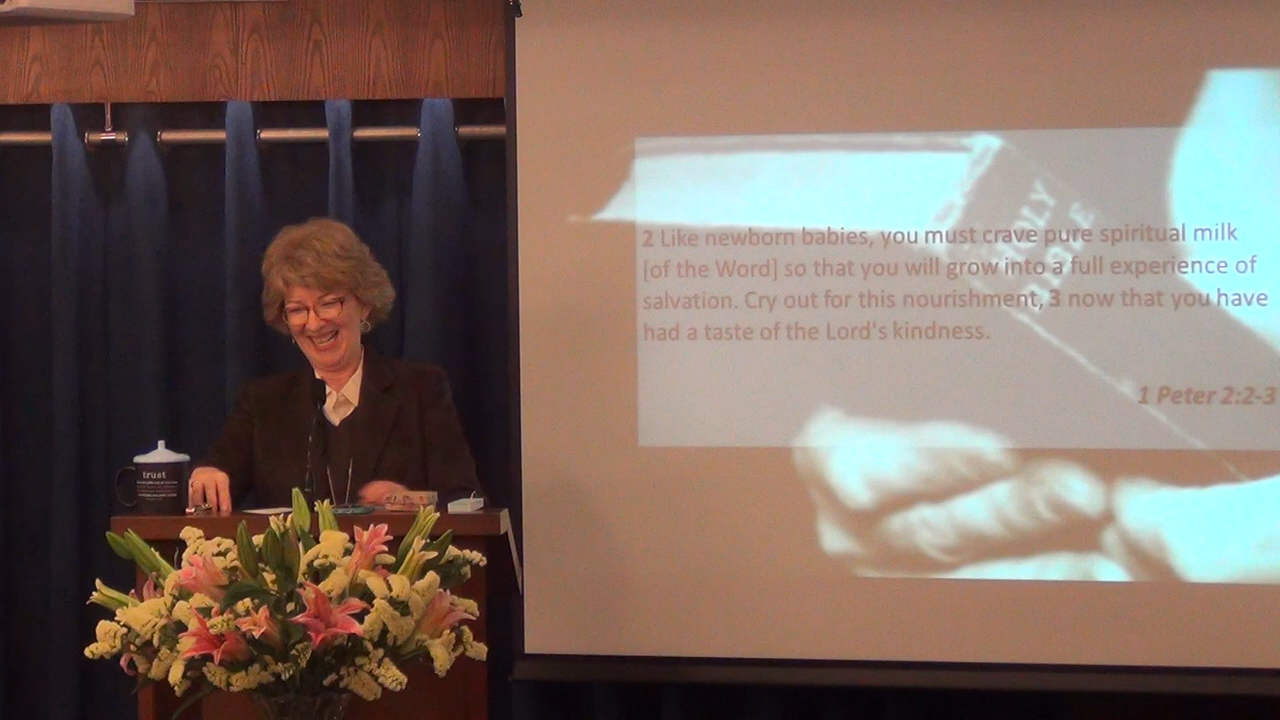 trust
HOLY
2 Like newborn babies, you must crave pure spiritual milk
[of the Word] so that you will grow into a full experience of
salvation. Cry out for this nourishment, 3 now that you have
had a taste of the Lord's kindness.
1 Peter 2:2-3